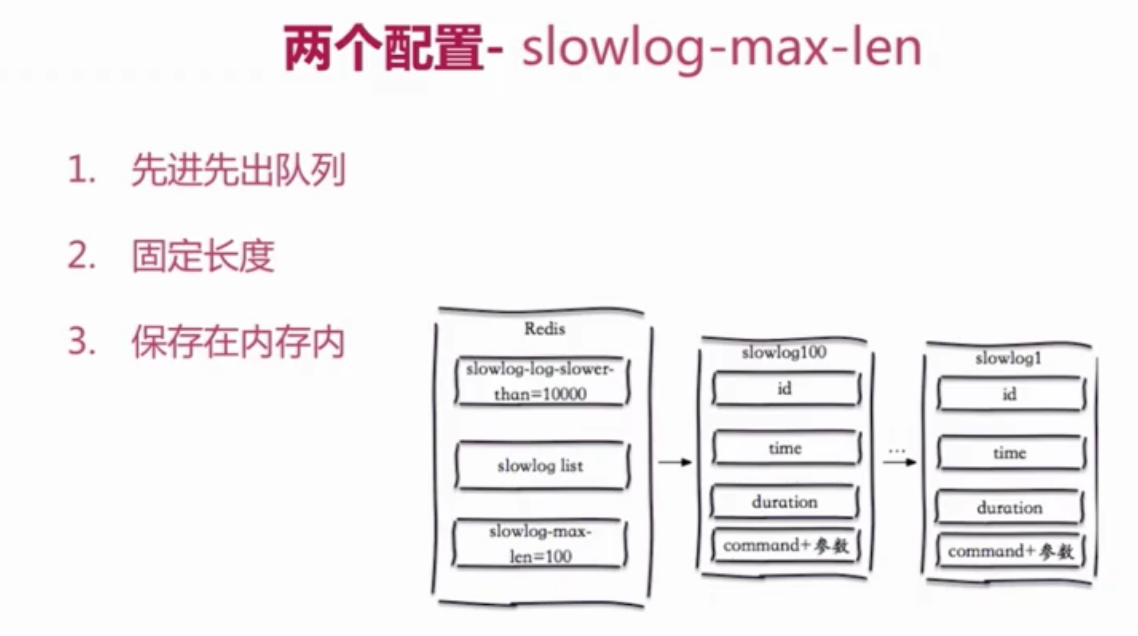 两个配置- slowlog-max-len
1. 先进先出队列
2. 固定长度
3. 保存在内存内
Redis
slowlog-log-slower-
than=10000
slowlog list
slowlog-max-
len=100
slowlog100
id
time
duration
command+参数
...
slowlog1
id
time
duration
command+参数